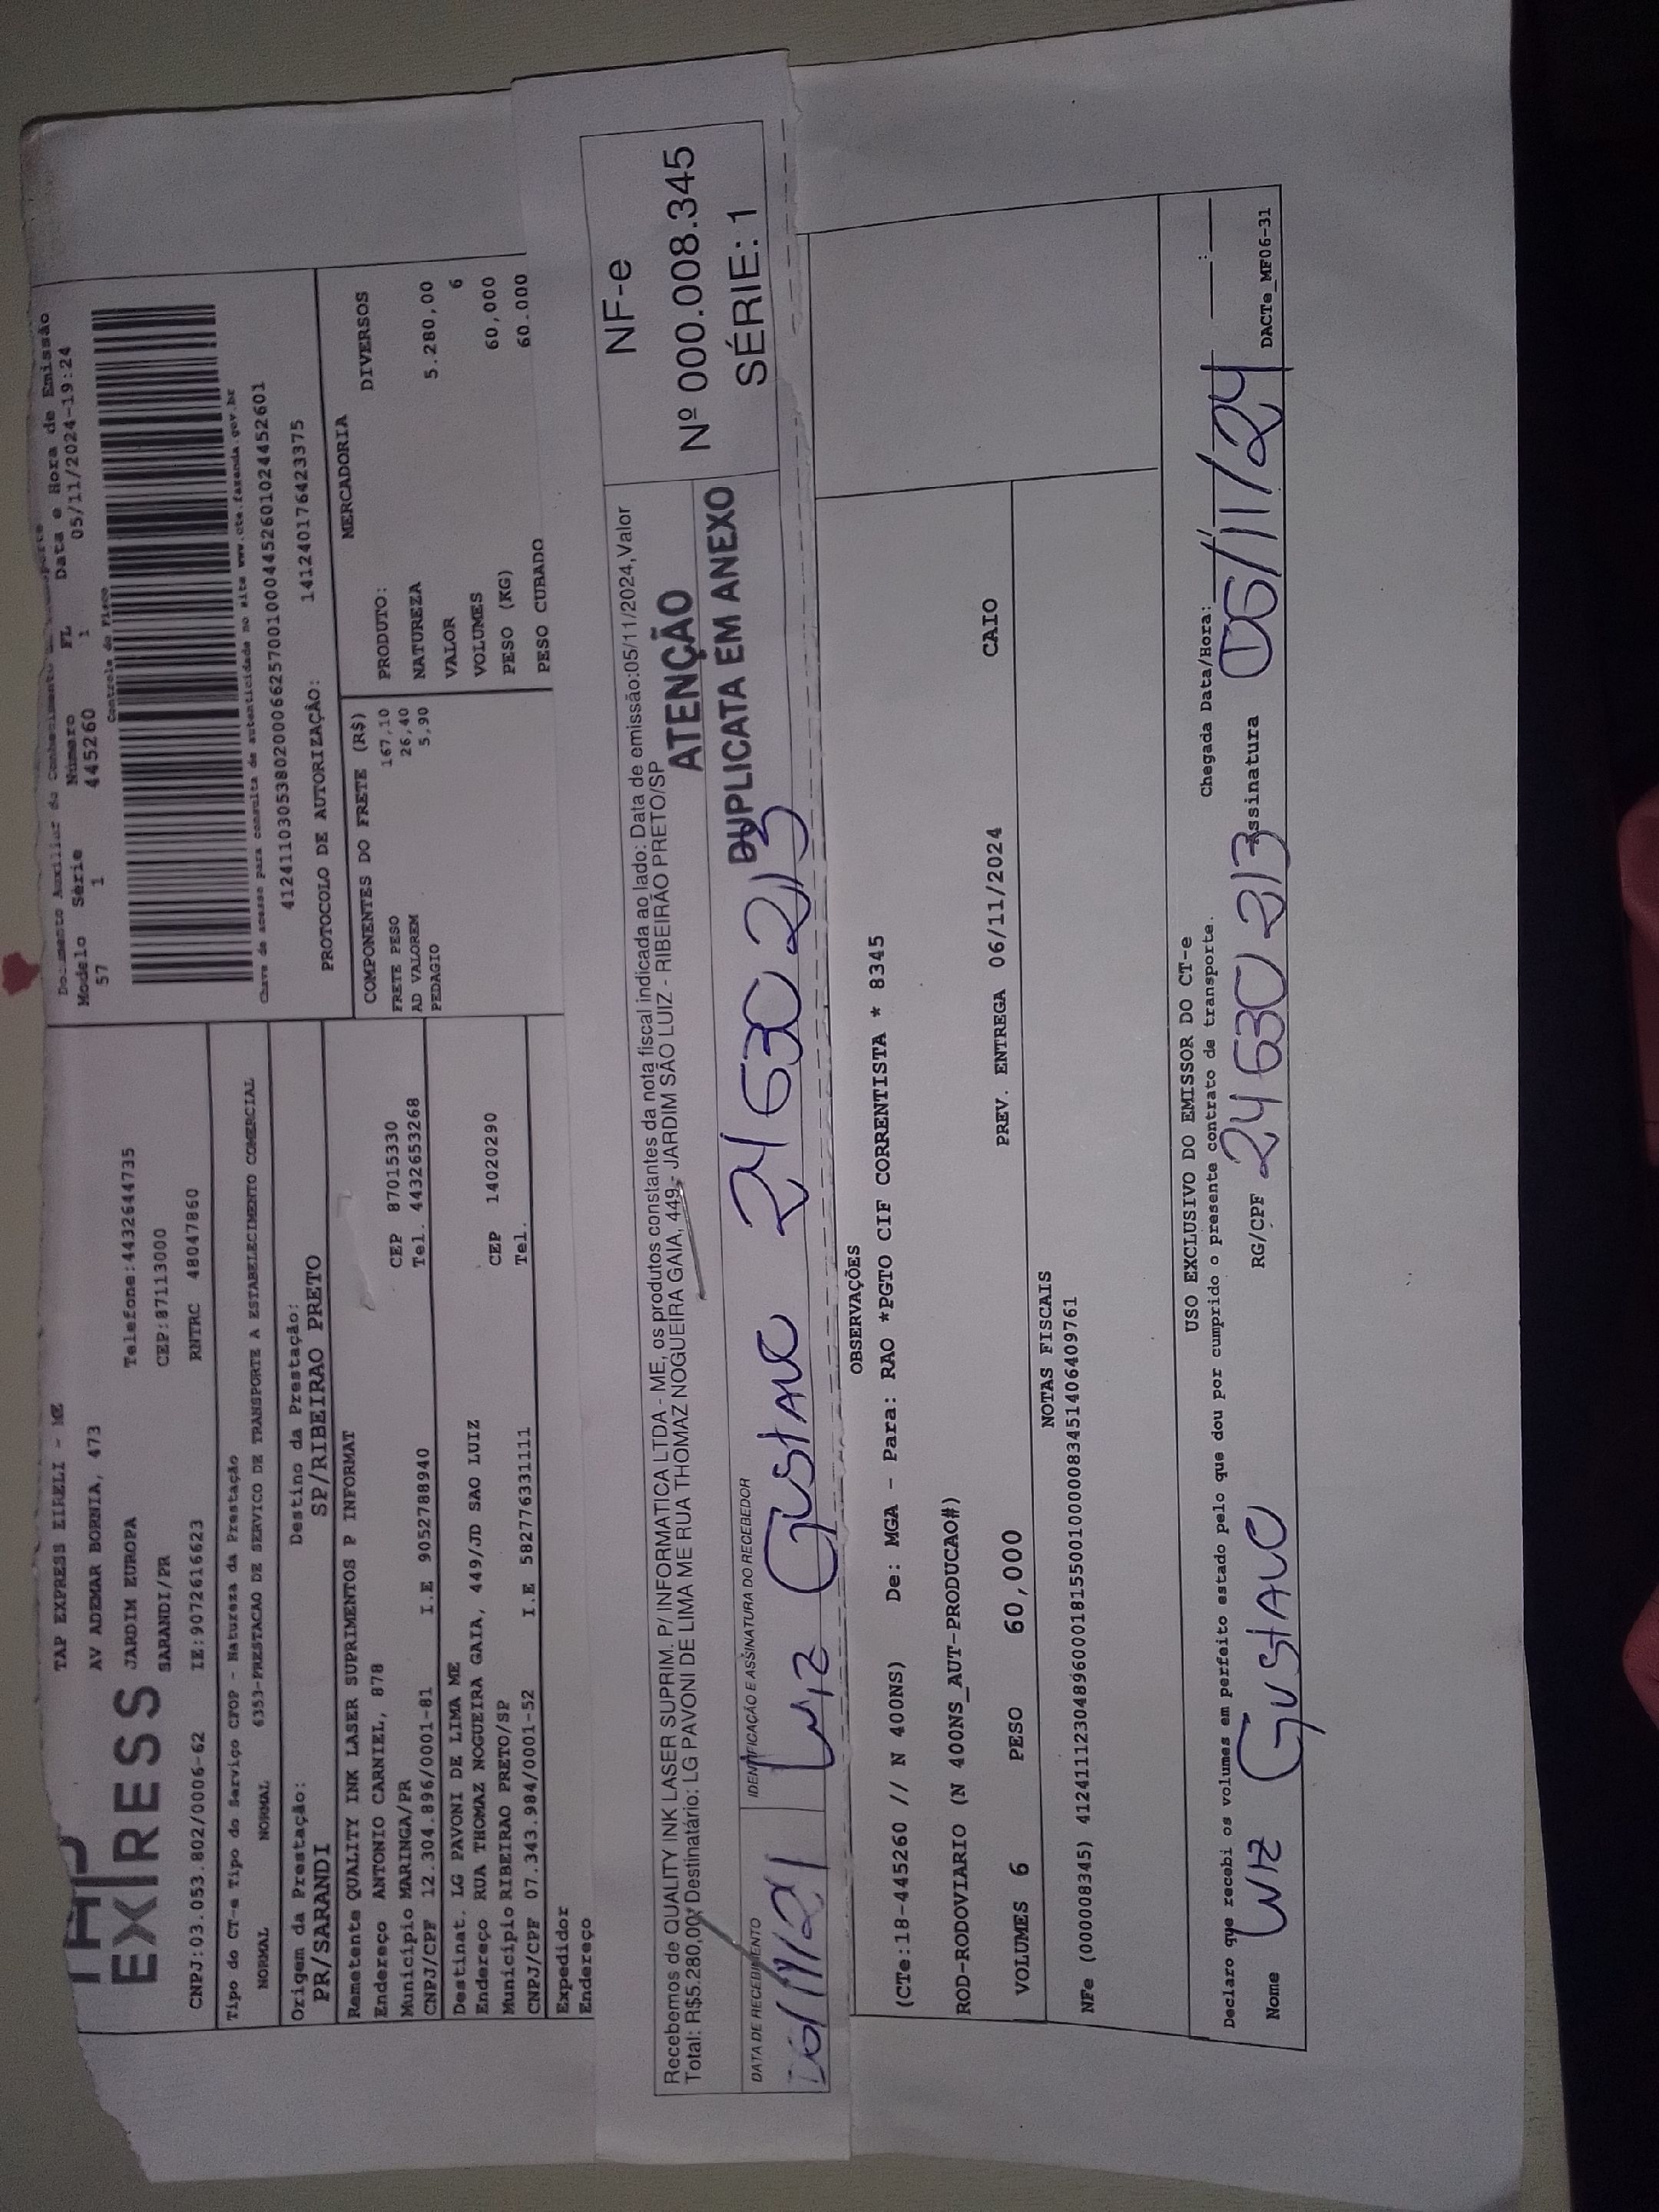 TAP EXPRESS EIRELI - ME
EXPRESS
AV ADEMAR BORNIA, 473
JARDIM EUROPA Telefone:4432644735
SARANDI/PR CEP:87113000
CNPJ:03.053.802/0006-62 IE:9072616623 RNTRC 48047860
Documento Auxiliar do Conhecimento
Modelo Série Número FL Data e Hora de Emissão
57 1 445260 1 05/11/2024-19:24
Controle do Fisco
Chave de acesso para consulta de autenticidade no site www.cte.fazenda.gov.br
41241103053802000662570010004452601024452601
PROTOCOLO DE AUTORIZAÇÃO: 141240176423375
Tipo do CT-e Tipo do Serviço CFOP - Natureza da Prestação
NORMAL NORMAL 6353-PRESTACAO DE SERVICO DE TRANSPORTE A ESTABELECIMENTO COMERCIAL
Origem da Prestação: Destino da Prestação:
PR/SARANDI SP/RIBEIRAO PRETO
Remetente QUALITY INK LASER SUPRIMENTOS P INFORMAT
Endereço ANTONIO CARNIEL, 878
Município MARINGA/PR CEP 87015330
CNPJ/CPF 12.304.896/0001-81 I.E 9052788940 Tel. 4432653268
Destinat. LG PAVONI DE LIMA ME
Endereço RUA THOMAZ NOGUEIRA GAIA, 449/JD SAO LUIZ
Município RIBEIRAO PRETO/SP CEP 14020290
CNPJ/CPF 07.343.984/0001-52 I.E 582776331111 Tel.
Expedidor
Endereço
COMPONENTES DO FRETE (R$)
FRETE PESO 167,10
AD VALOREM 26,40
PEDAGIO 5,90
MERCADORIA
PRODUTO: DIVERSOS
NATUREZA
VALOR 5.280,00
VOLUMES 6
PESO (KG) 60,000
PESO CUBADO 60.000
Recebemos de QUALITY INK LASER SUPRIM. P/ INFORMATICA LTDA - ME, os produtos constantes da nota fiscal indicada ao lado: Data de emissão:05/11/2024,Valor
Total: R$5.280,00, Destinatário: LG PAVONI DE LIMA ME RUA THOMAZ NOGUEIRA GAIA, 449,- JARDIM SÃO LUIZ - RIBEIRÃO PRETO/SP
ATENÇÃO
DUPLICATA EM ANEXO
NF-e
Nº 000.008.345
SÉRIE: 1
DATA DE RECEBIMENTO IDENTIFICAÇÃO E ASSINATURA DO RECEBEDOR
Luiz Gustavo 24 630 213
OBSERVAÇÕES
(CTe:18-445260 // N 400NS) De: MGA - Para: RAO *PGTO CIF CORRENTISTA * 8345
ROD-RODOVIARIO (N 400NS_AUT-PRODUCAO#)
VOLUMES 6 PESO 60,000 PREV. ENTREGA 06/11/2024 CAIO
NOTAS FISCAIS
NFe (000008345) 41241112304896000181550010000083451406409761
USO EXCLUSIVO DO EMISSOR DO CT-e
Declaro que recebi os volumes em perfeito estado pelo que dou por cumprido o presente contrato de transporte. Chegada Data/Hora: __/__/__ __:__
Nome Luiz Gustavo RG/CPF 24 630 213 Assinatura 06/11/24
DACTe_MF06-31